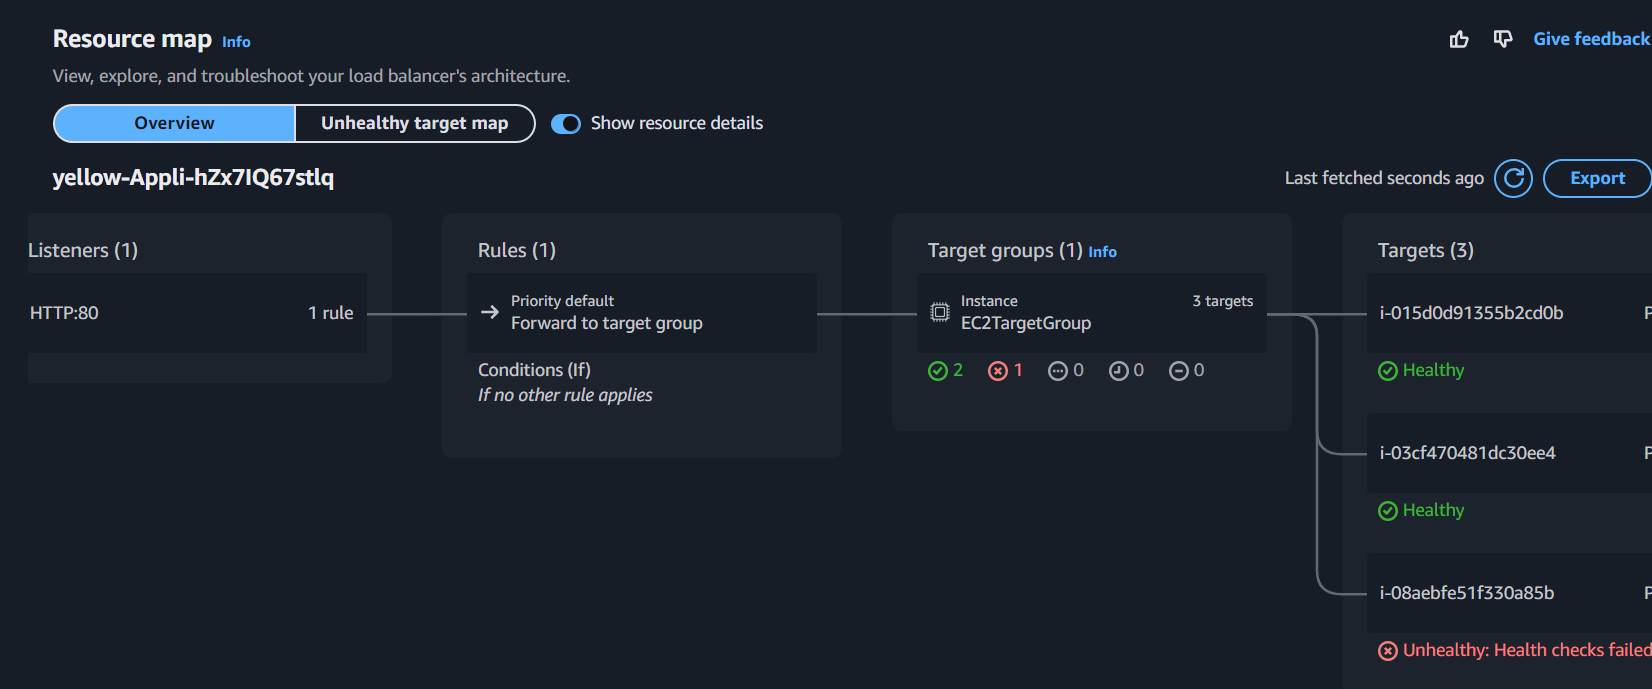 Resource map Info
Give feedback
View, explore, and troubleshoot your load balancer's architecture.
Overview
Unhealthy target map
Show resource details
yellow-Appli-hZx7IQ67stlq
Last fetched seconds ago
Export
Listeners (1)
HTTP:80
1 rule
Rules (1)
Priority default
Forward to target group
Conditions (If)
If no other rule applies
Target groups (1) Info
Instance
3 targets
EC2TargetGroup
2 1 0 0 0
Targets (3)
i-015d0d91355b2cd0b
P
Healthy
i-03cf470481dc30ee4
P
Healthy
i-08aebfe51f330a85b
P
Unhealthy: Health checks failed